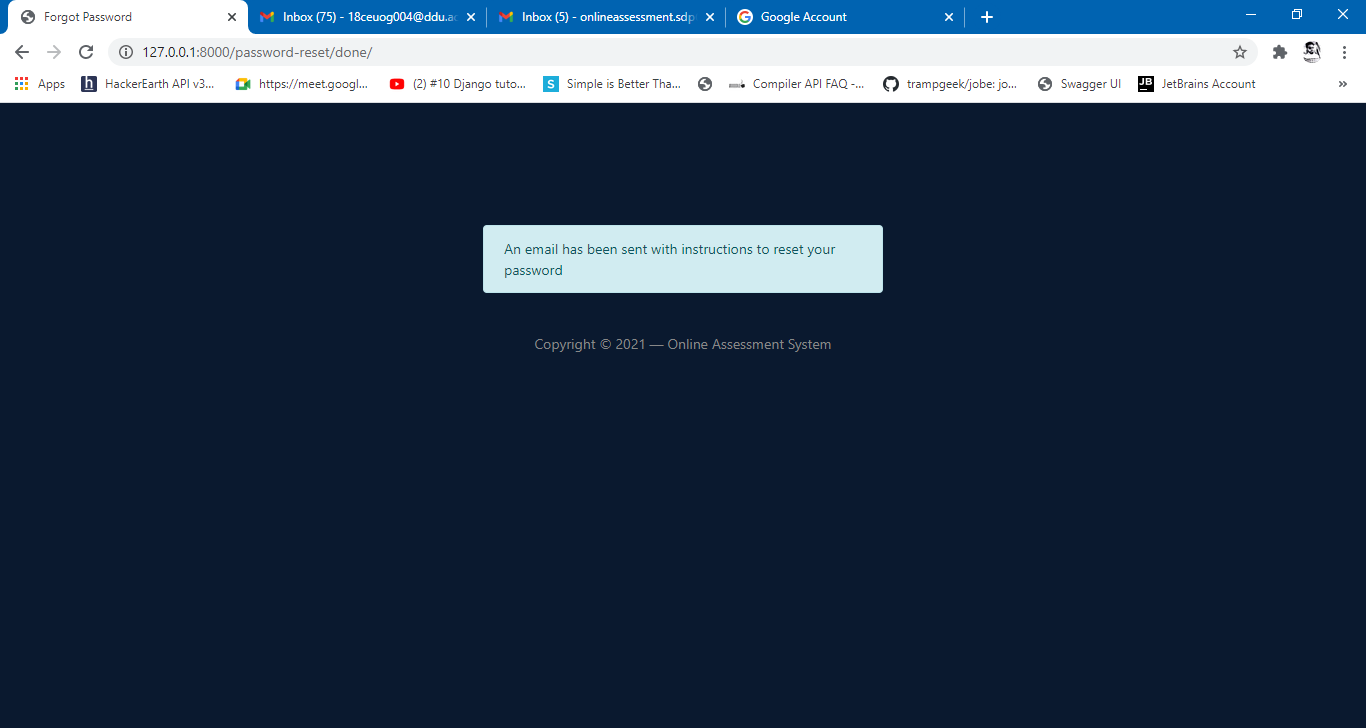 Forgot Password
Inbox (75) - 18ceuog004@ddu.ac
Inbox (5) - onlineassessment.sdp
Google Account
127.0.0.1:8000/password-reset/done/
Apps
HackerEarth API v3...
https://meet.googl...
(2) #10 Django tuto...
S
Simple is Better Tha...
Compiler API FAQ -...
trampgeek/jobe: jo...
Swagger UI
JB
JetBrains Account
»
An email has been sent with instructions to reset your
password
Copyright © 2021 — Online Assessment System